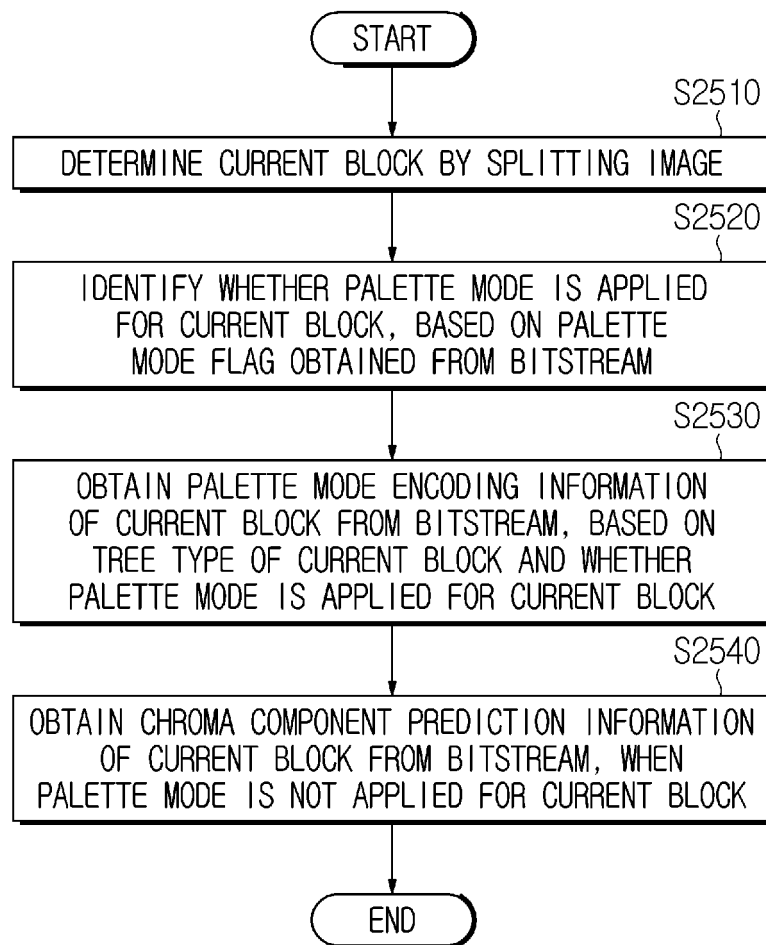 START
S2510
DETERMINE CURRENT BLOCK BY SPLITTING IMAGE
S2520
IDENTIFY WHETHER PALETTE MODE IS APPLIED
FOR CURRENT BLOCK, BASED ON PALETTE
MODE FLAG OBTAINED FROM BITSTREAM
S2530
OBTAIN PALETTE MODE ENCODING INFORMATION
OF CURRENT BLOCK FROM BITSTREAM, BASED ON
TREE TYPE OF CURRENT BLOCK AND WHETHER
PALETTE MODE IS APPLIED FOR CURRENT BLOCK
S2540
OBTAIN CHROMA COMPONENT PREDICTION INFORMATION
OF CURRENT BLOCK FROM BITSTREAM, WHEN
PALETTE MODE IS NOT APPLIED FOR CURRENT BLOCK
END